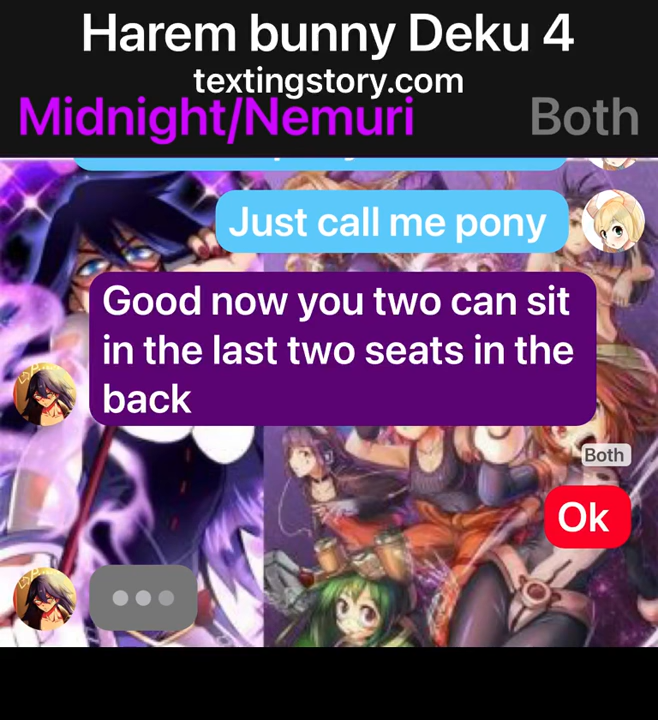 Harem bunny Deku 4
textingstory.com
Midnight/Nemuri Both
Just call me pony
Good now you two can sit
in the last two seats in the
back
Both
Ok